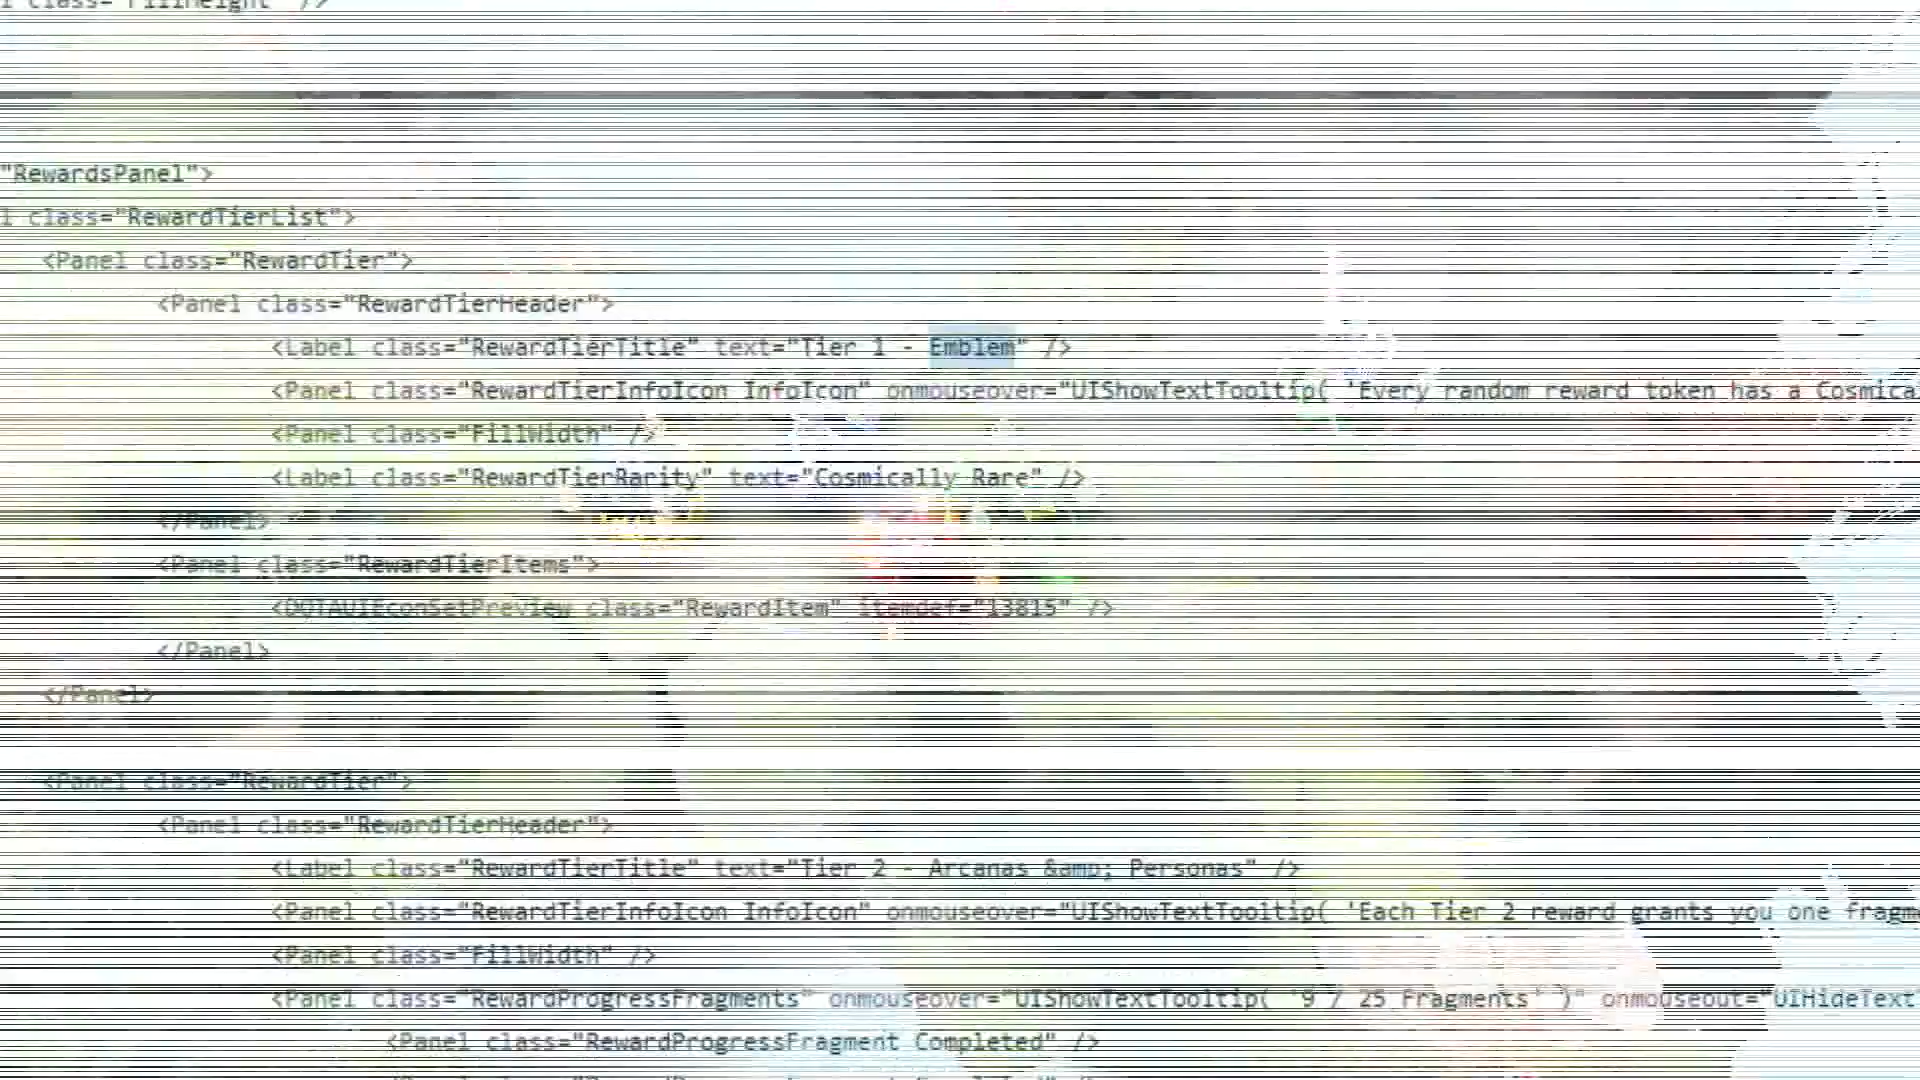 l class="FillHeight" />
"RewardsPanel">
l class="RewardTierList">
<Panel class="RewardTier">
<Panel class="RewardTierHeader">
<Label class="RewardTierTitle" text="Tier 1 - Emblem" />
<Panel class="RewardTierInfoIcon InfoIcon" onmouseover="UIShowTextTooltip( 'Every random reward token has a Cosmica
<Panel class="FillWidth" />
<Label class="RewardTierRarity" text="Cosmically Rare" />
</Panel>
<Panel class="RewardTierItems">
<DOTAUIEconSetPreview class="RewardItem" itemdef="13815" />
</Panel>
</Panel>
<Panel class="RewardTier">
<Panel class="RewardTierHeader">
<Label class="RewardTierTitle" text="Tier 2 - Arcanas &amp; Personas" />
<Panel class="RewardTierInfoIcon InfoIcon" onmouseover="UIShowTextTooltip( 'Each Tier 2 reward grants you one fragme
<Panel class="FillWidth" />
<Panel class="RewardProgressFragments" onmouseover="UIShowTextTooltip( '9 / 25 Fragments' )" onmouseout="UIHideText
<Panel class="RewardProgressFragment Completed" />